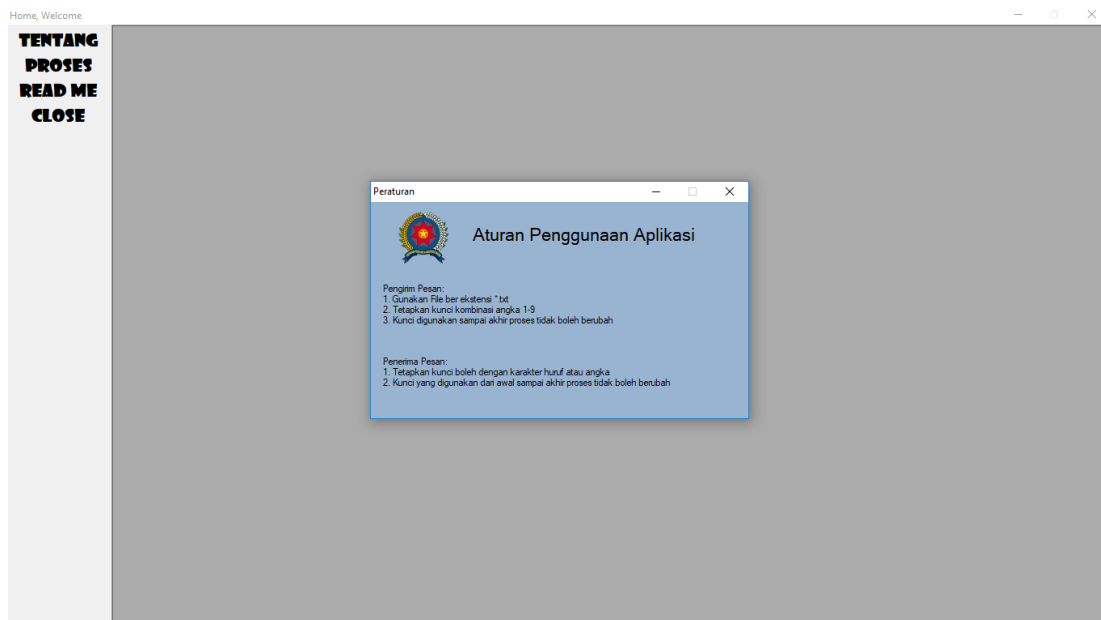 Home, Welcome
TENTANG
PROSES
READ ME
CLOSE
Peraturan
Aturan Penggunaan Aplikasi
Pengirim Pesan:
1. Gunakan File ber ekstensi *.txt
2. Tetapkan kunci kombinasi angka 1-9
3. Kunci digunakan sampai akhir proses tidak boleh berubah
Penerima Pesan:
1. Tetapkan kunci boleh dengan karakter huruf atau angka
2. Kunci yang digunakan dari awal sampai akhir proses tidak boleh berubah